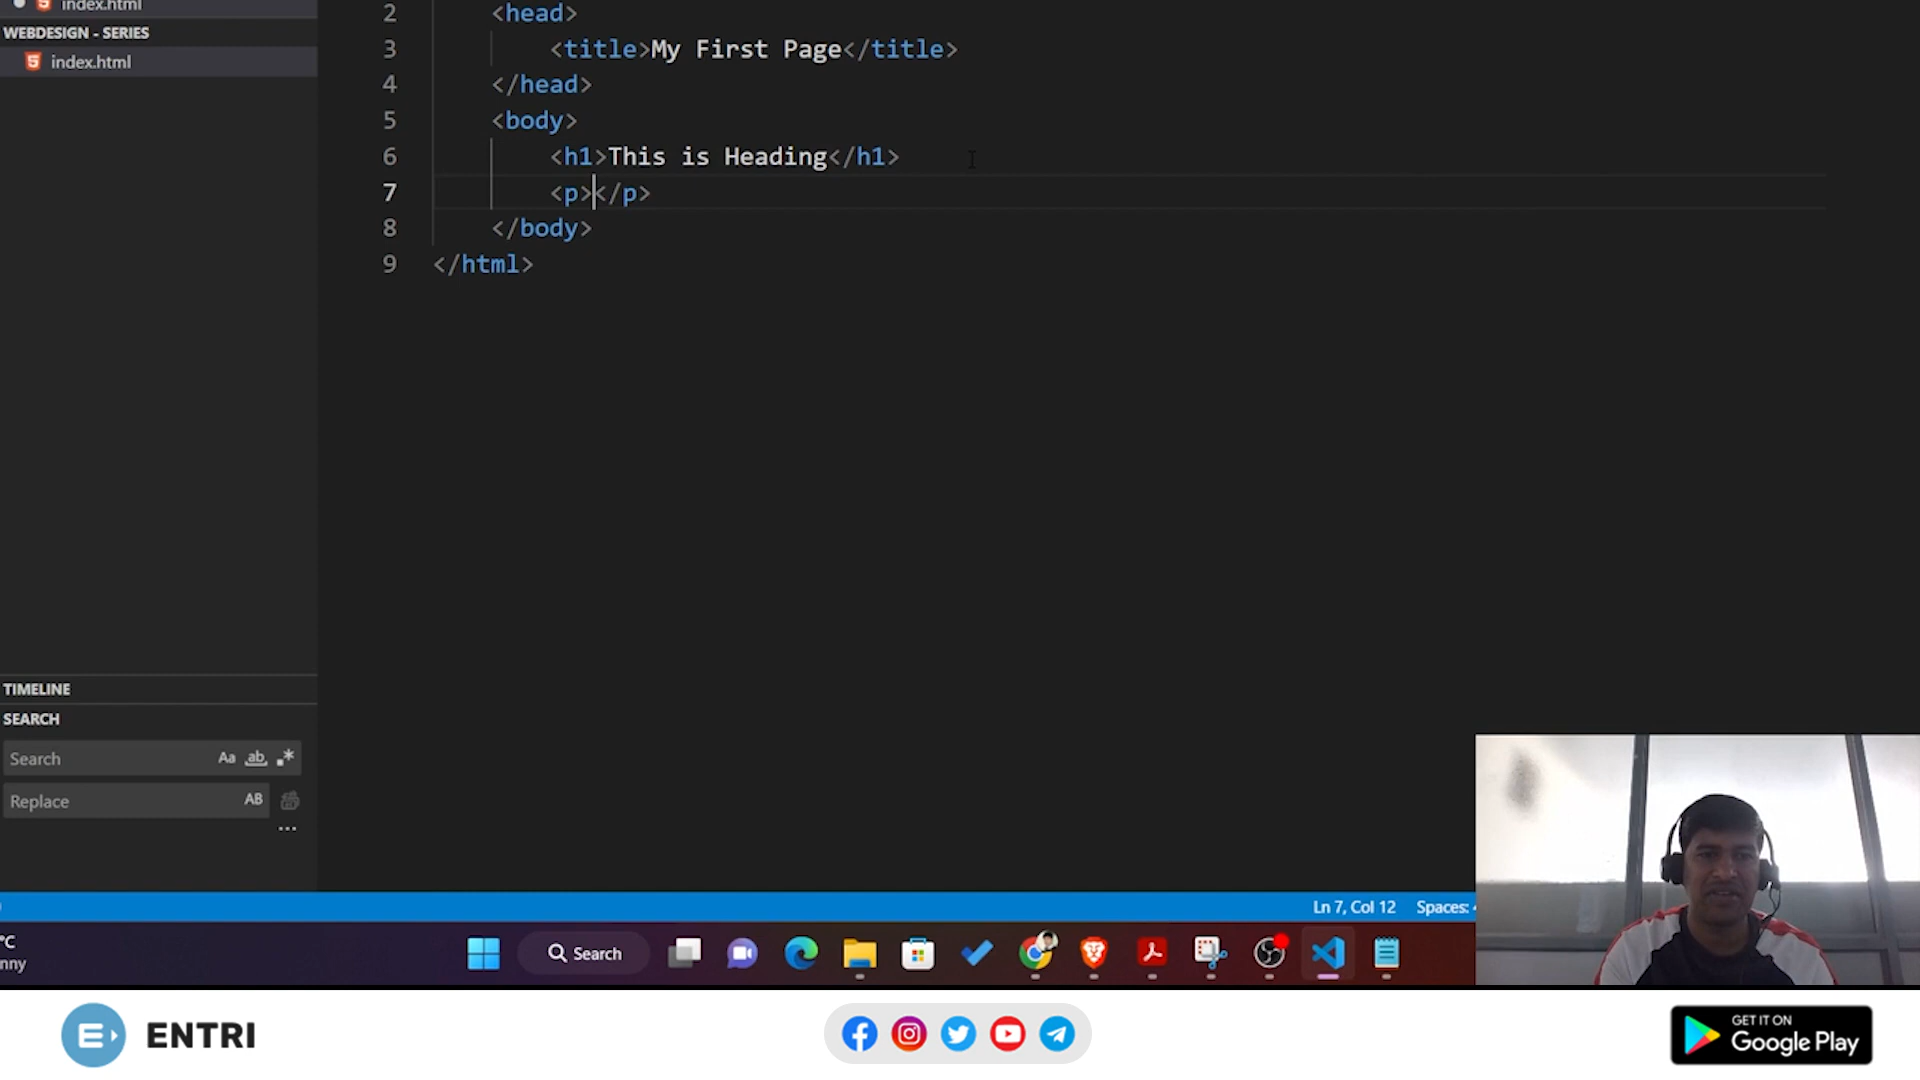 index.html
WEBDESIGN - SERIES
index.html
2 <head>
3 <title>My First Page</title>
4 </head>
5 <body>
6 <h1>This is Heading</h1>
7 <p></p>
8 </body>
9 </html>
TIMELINE
SEARCH
Search Aa ab .*
Replace AB
...
Ln 7, Col 12 Spaces:
°C
nny
Search
ENTRI
GET IT ON
Google Play